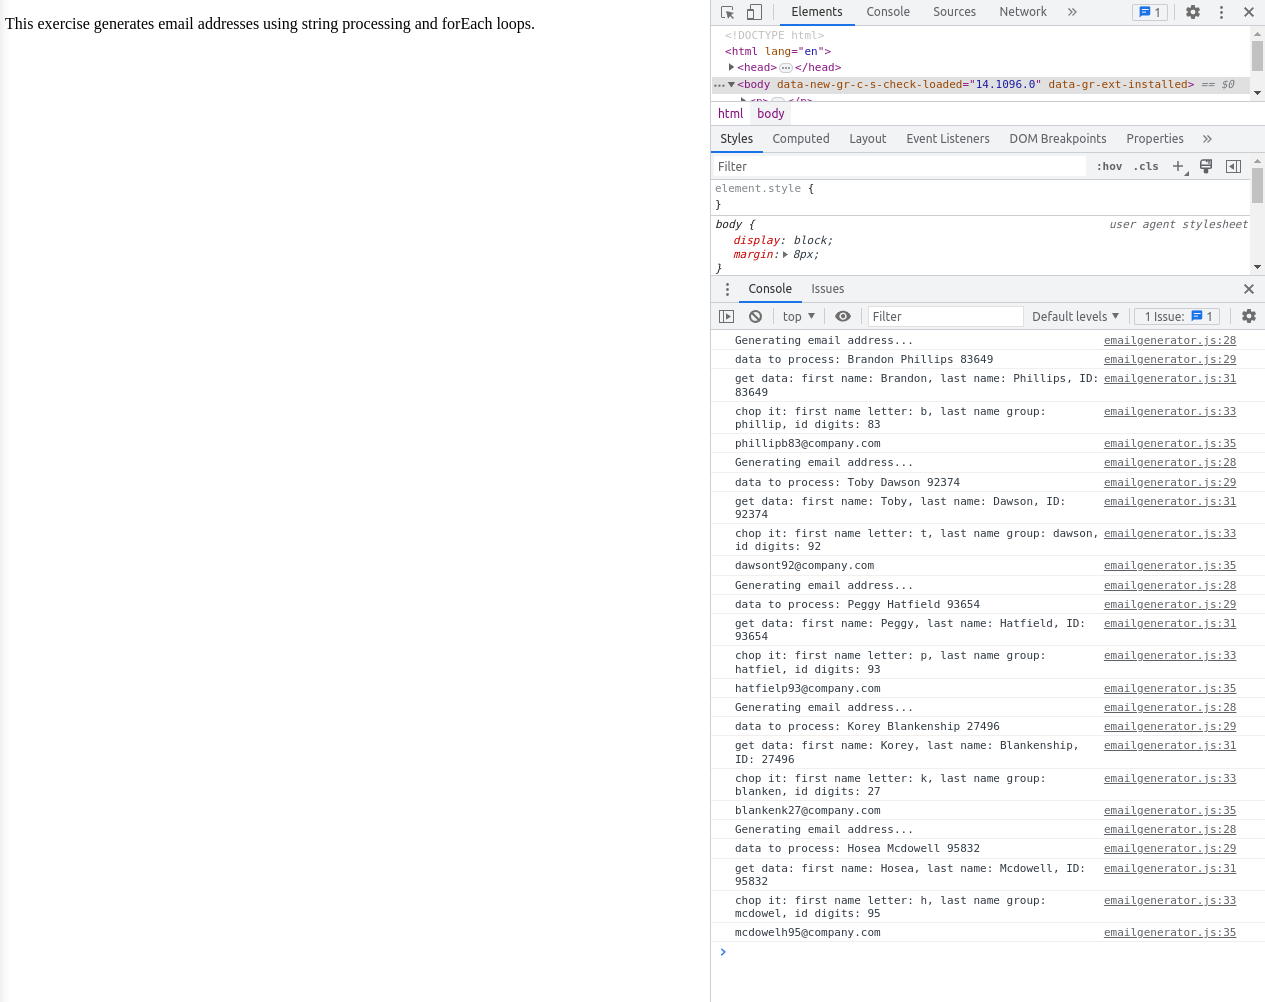 This exercise generates email addresses using string processing and forEach loops.
Elements Console Sources Network » 1
<!DOCTYPE html>
<html lang="en">
<head>…</head>
<body data-new-gr-c-s-check-loaded="14.1096.0" data-gr-ext-installed> == $0
<p>…</p>
html body
Styles Computed Layout Event Listeners DOM Breakpoints Properties »
Filter :hov .cls +
element.style {
}
body { user agent stylesheet
display: block;
margin: 8px;
}
Console Issues
top Filter Default levels 1 Issue: 1
Generating email address... emailgenerator.js:28
data to process: Brandon Phillips 83649 emailgenerator.js:29
get data: first name: Brandon, last name: Phillips, ID: emailgenerator.js:31
83649
chop it: first name letter: b, last name group: emailgenerator.js:33
phillip, id digits: 83
phillipb83@company.com emailgenerator.js:35
Generating email address... emailgenerator.js:28
data to process: Toby Dawson 92374 emailgenerator.js:29
get data: first name: Toby, last name: Dawson, ID: emailgenerator.js:31
92374
chop it: first name letter: t, last name group: dawson, emailgenerator.js:33
id digits: 92
dawsont92@company.com emailgenerator.js:35
Generating email address... emailgenerator.js:28
data to process: Peggy Hatfield 93654 emailgenerator.js:29
get data: first name: Peggy, last name: Hatfield, ID: emailgenerator.js:31
93654
chop it: first name letter: p, last name group: emailgenerator.js:33
hatfiel, id digits: 93
hatfielp93@company.com emailgenerator.js:35
Generating email address... emailgenerator.js:28
data to process: Korey Blankenship 27496 emailgenerator.js:29
get data: first name: Korey, last name: Blankenship, emailgenerator.js:31
ID: 27496
chop it: first name letter: k, last name group: emailgenerator.js:33
blanken, id digits: 27
blankenk27@company.com emailgenerator.js:35
Generating email address... emailgenerator.js:28
data to process: Hosea Mcdowell 95832 emailgenerator.js:29
get data: first name: Hosea, last name: Mcdowell, ID: emailgenerator.js:31
95832
chop it: first name letter: h, last name group: emailgenerator.js:33
mcdowel, id digits: 95
mcdowelh95@company.com emailgenerator.js:35